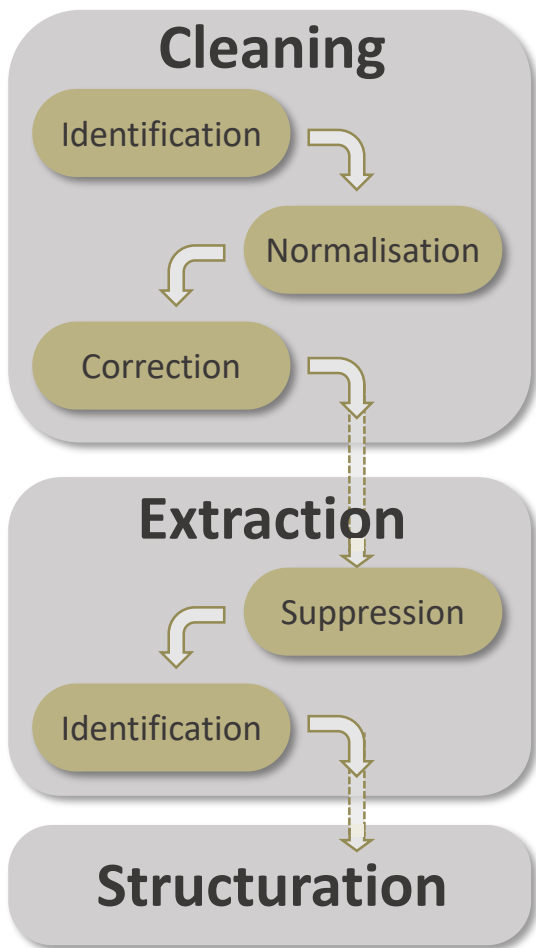 Cleaning
Identification
Normalisation
Correction
Extraction
Suppression
Identification
Structuration